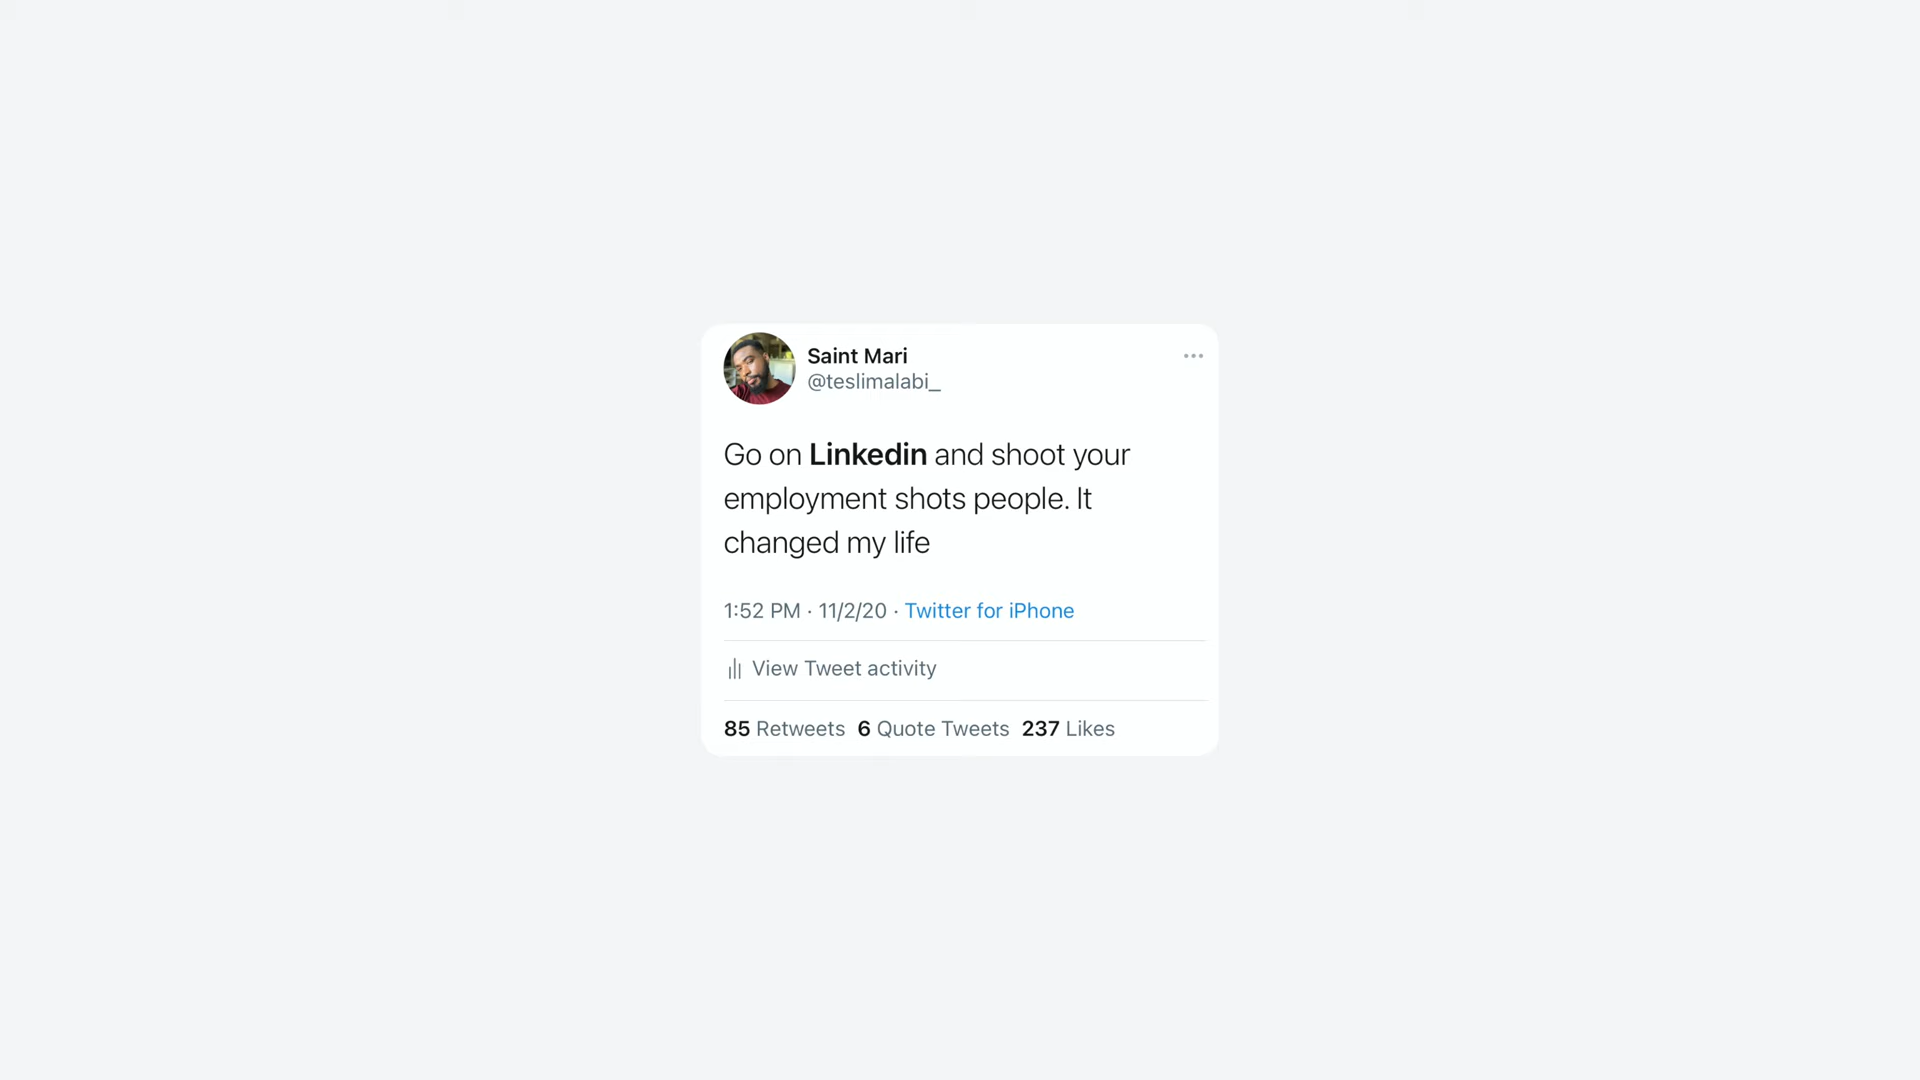 Saint Mari
@teslimalabi_
Go on Linkedin and shoot your
employment shots people. It
changed my life
1:52 PM · 11/2/20 · Twitter for iPhone
View Tweet activity
85 Retweets 6 Quote Tweets 237 Likes